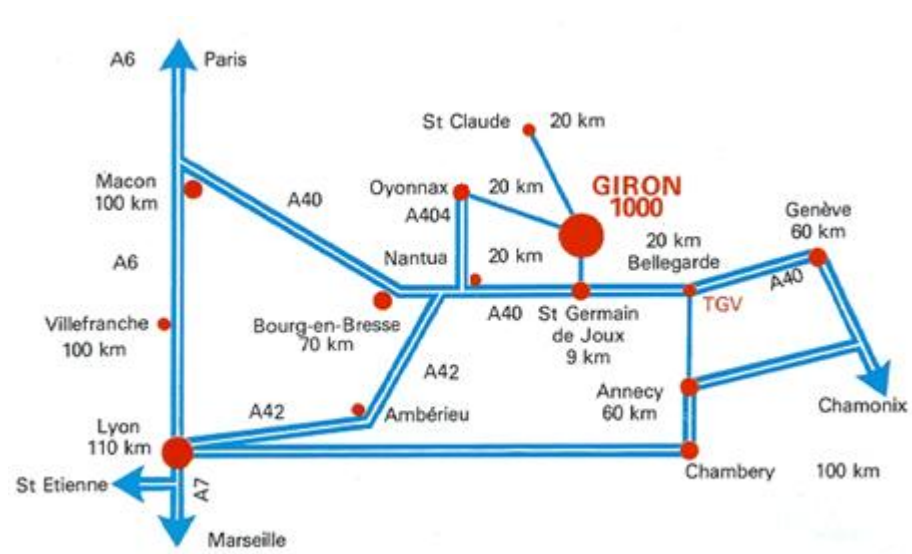 A6
Paris
St Claude
20 km
Macon
100 km
A40
Oyonnax
20 km
A404
GIRON
1000
Genève
60 km
A6
Nantua
20 km
20 km
Bellegarde
A40
TGV
Villefranche
100 km
Bourg-en-Bresse
70 km
A40
St Germain
de Joux
9 km
A42
Annecy
60 km
Chamonix
A42
Ambérieu
Lyon
110 km
Chambery
100 km
St Etienne
A7
Marseille